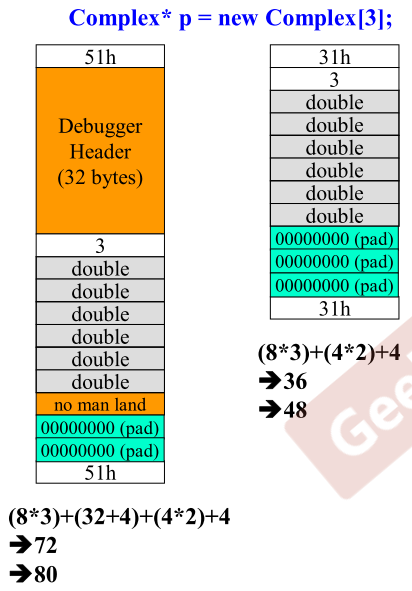 Complex* p = new Complex[3];
51h
Debugger
Header
(32 bytes)
3
double
double
double
double
double
double
no man land
00000000 (pad)
00000000 (pad)
51h
(8*3)+(32+4)+(4*2)+4
➔72
➔80
31h
3
double
double
double
double
double
double
00000000 (pad)
00000000 (pad)
00000000 (pad)
31h
(8*3)+(4*2)+4
➔36
➔48
Gee